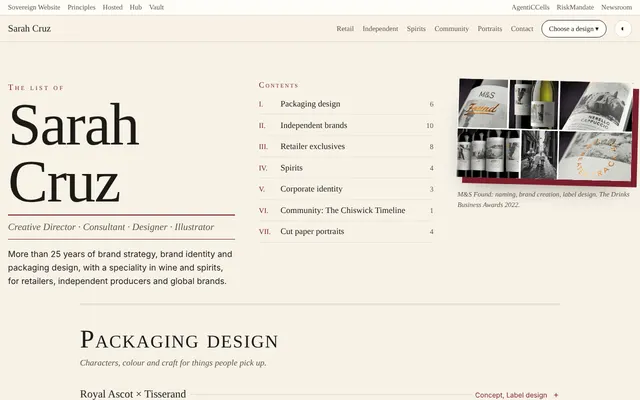 Sovereign Website Principles Hosted Hub Vault
AgentiCCells RiskMandate Newsroom
Sarah Cruz
Retail Independent Spirits Community Portraits Contact Choose a design ▾
The list of
Sarah
Cruz
Creative Director · Consultant · Designer · Illustrator
More than 25 years of brand strategy, brand identity and
packaging design, with a speciality in wine and spirits,
for retailers, independent producers and global brands.
Contents
I. Packaging design 6
II. Independent brands 10
III. Retailer exclusives 8
IV. Spirits 4
V. Corporate identity 3
VI. Community: The Chiswick Timeline 1
VII. Cut paper portraits 4
M&S
Found
NERELLO
CAPPUCCIO
M&S Found: naming, brand creation, label design. The Drinks
Business Awards 2022.
Packaging design
Characters, colour and craft for things people pick up.
Royal Ascot × Tisserand
Concept, Label design +